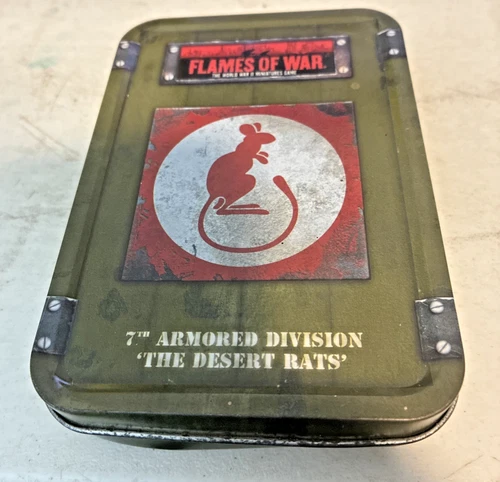 FLAMES OF WAR
THE WORLD WAR II MINIATURES GAME
7TH ARMORED DIVISION
'THE DESERT RATS'